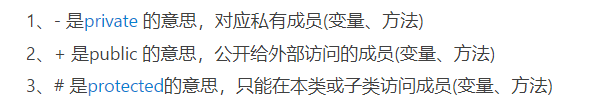 1、- 是private 的意思，对应私有成员(变量、方法)
2、+ 是public 的意思，公开给外部访问的成员(变量、方法)
3、# 是protected的意思，只能在本类或子类访问成员(变量、方法)